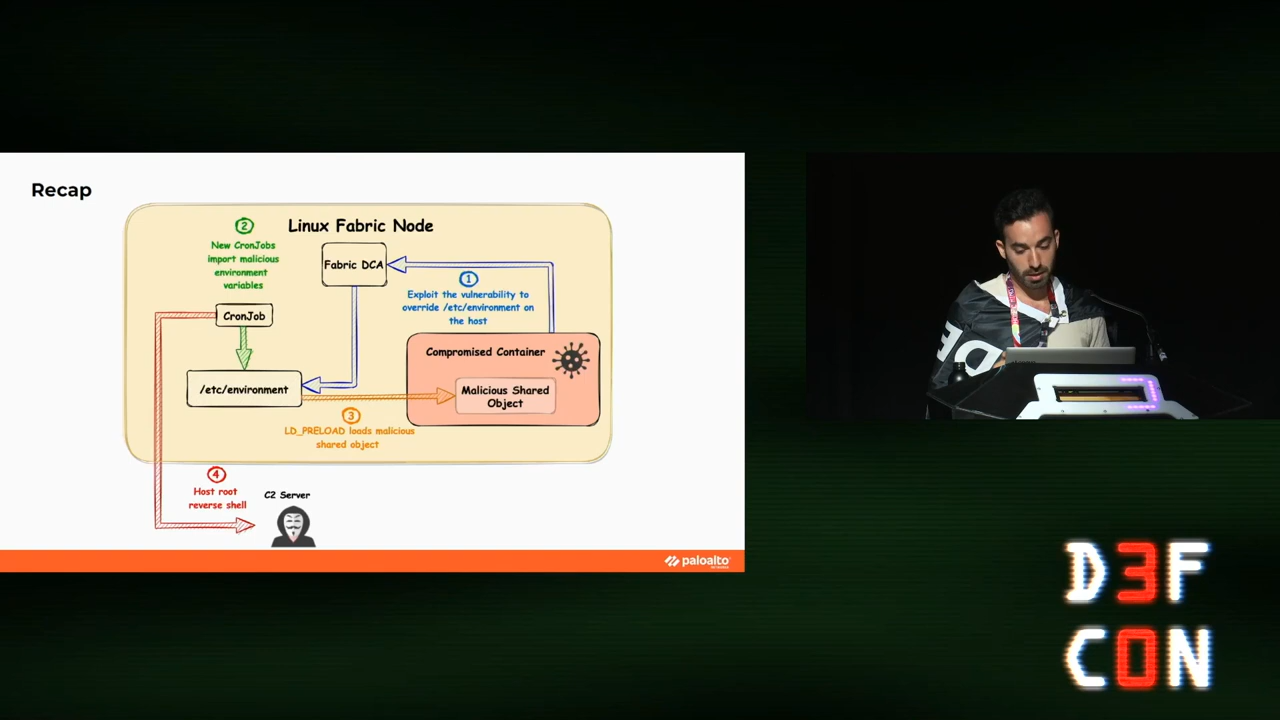 Recap
Linux Fabric Node
2
New CronJobs
import malicious
environment
variables
Fabric DCA
1
Exploit the vulnerability to
override /etc/environment on
the host
CronJob
Compromised Container
/etc/environment
Malicious Shared
Object
3
LD_PRELOAD loads malicious
shared object
4
Host root
reverse shell
C2 Server
paloalto
D3F
C0N